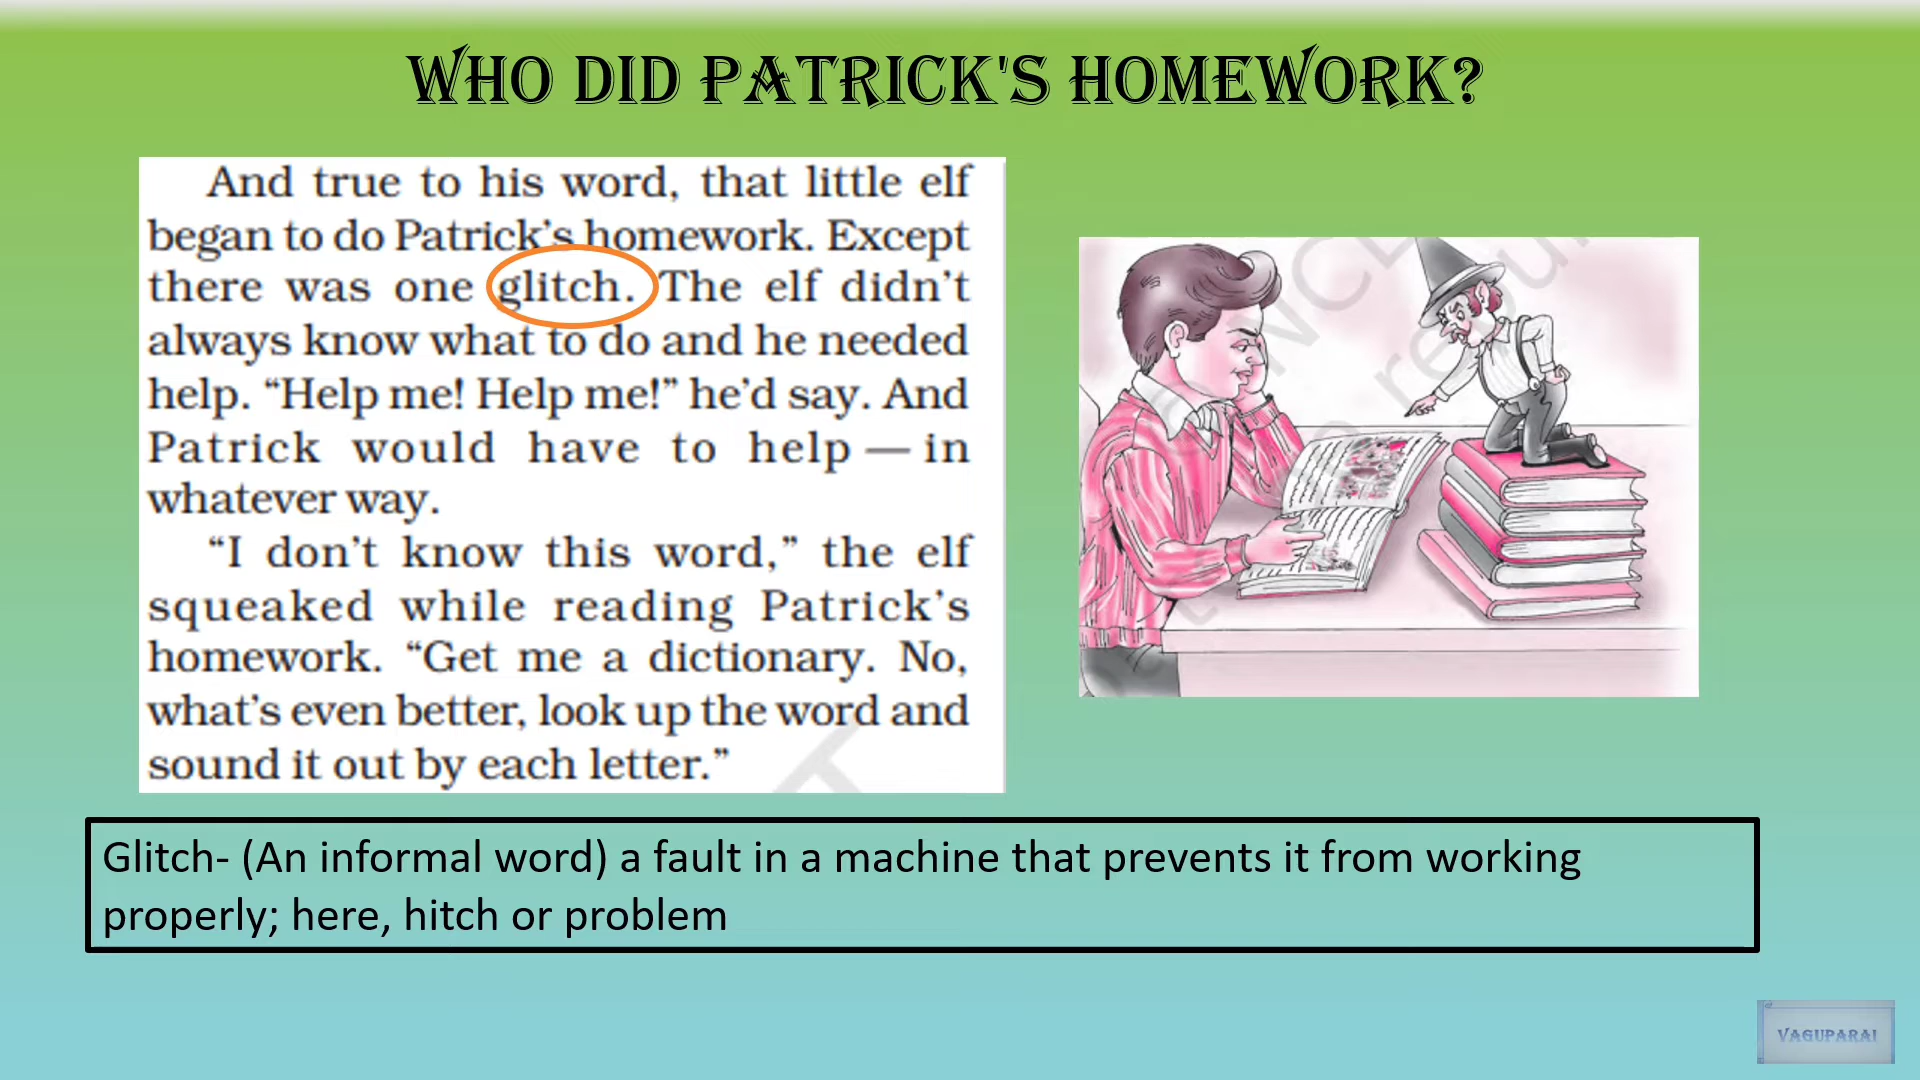 WHO DID PATRICK'S HOMEWORK?
And true to his word, that little elf
began to do Patrick’s homework. Except
there was one glitch. The elf didn’t
always know what to do and he needed
help. “Help me! Help me!” he’d say. And
Patrick would have to help — in
whatever way.
“I don’t know this word,” the elf
squeaked while reading Patrick’s
homework. “Get me a dictionary. No,
what’s even better, look up the word and
sound it out by each letter.”
Glitch- (An informal word) a fault in a machine that prevents it from working
properly; here, hitch or problem
VAGUPARAI